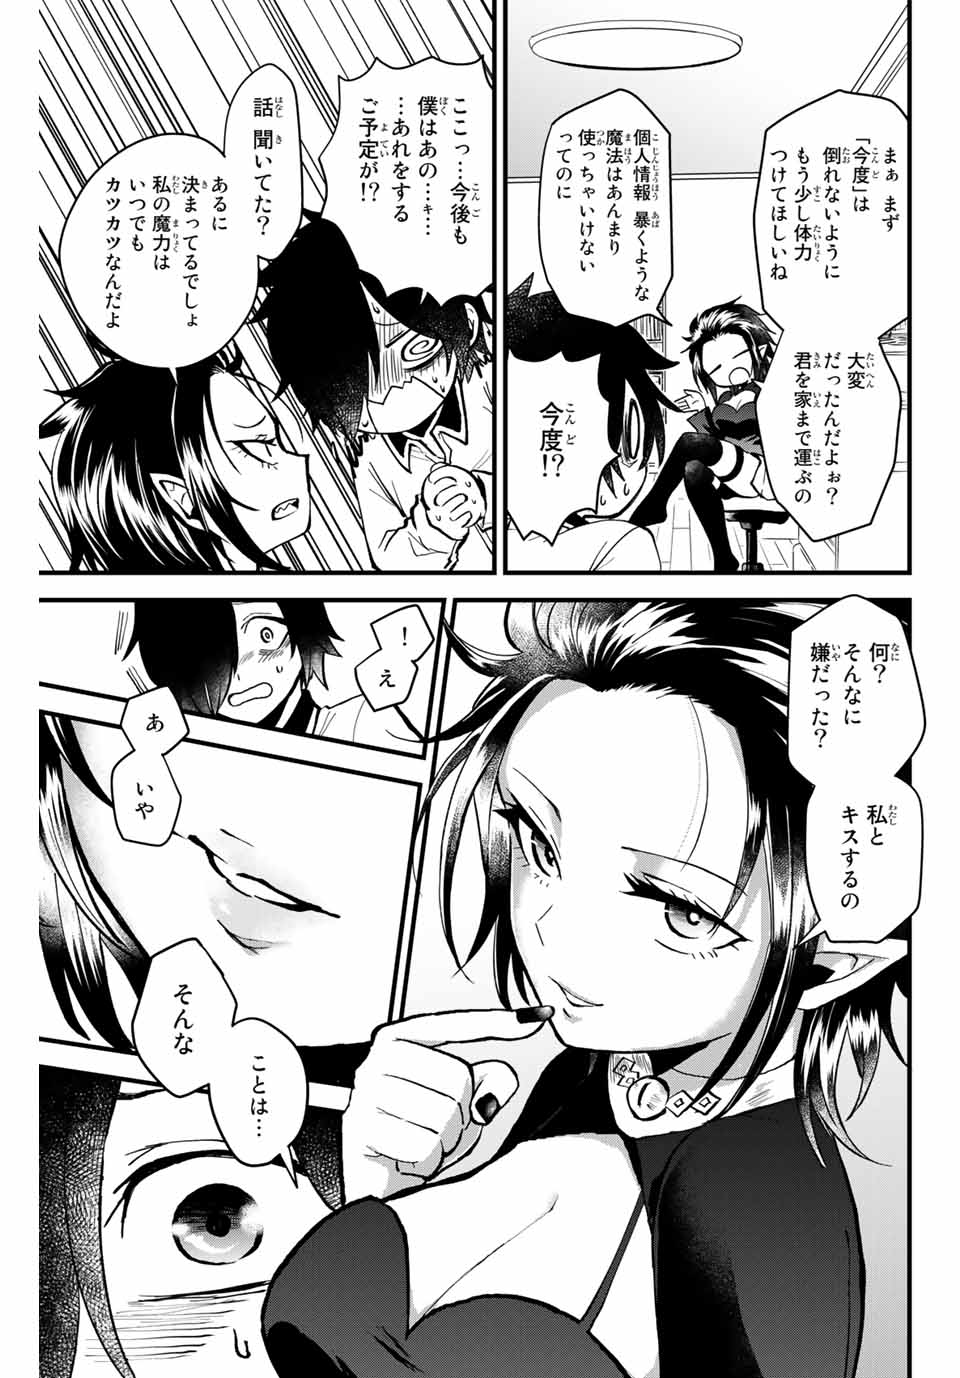 まぁ まず
「今度」は
倒れないように
もう少し体力
つけてほしいね
大変
だったんだよぉ？
君を家まで運ぶの
個人情報 暴くような
魔法はあんまり
使っちゃいけない
ってのに
今度!?
ここっ…今後も
僕はあの…キ…
…あれをする
ご予定が!?
話 聞いてた？
あるに
決まってるでしょ
私の魔力は
いつでも
カツカツなんだよ
何？
そんなに
嫌だった？
私と
キスするの
！
え
あ
いや
そんな
ことは…